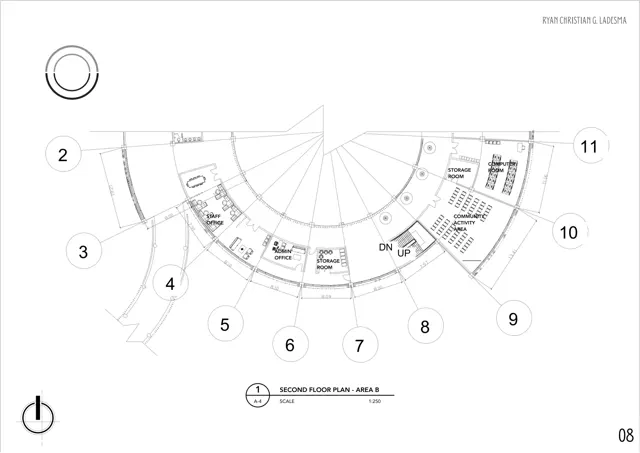 RYAN CHRISTIAN G. LADESMA
2
11
COMPUTER
ROOM
STORAGE
ROOM
STAFF
OFFICE
COMMUNITY
ACTIVITY
AREA
3
10
DN
UP
ADMIN
OFFICE
STORAGE
ROOM
4
9
5
8
6
7
1
SECOND FLOOR PLAN - AREA B
A-4
SCALE
1:250
08